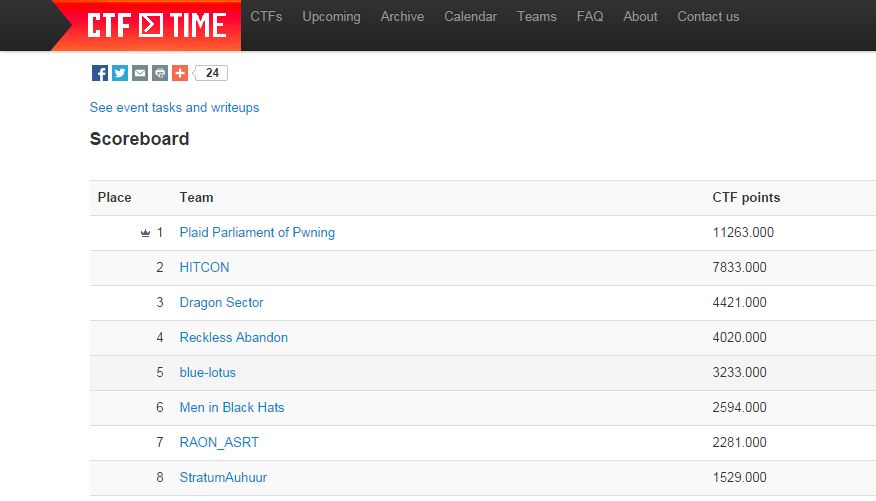 CTF TIME CTFs Upcoming Archive Calendar Teams FAQ About Contact us
24
See event tasks and writeups
Scoreboard
Place Team CTF points
1 Plaid Parliament of Pwning 11263.000
2 HITCON 7833.000
3 Dragon Sector 4421.000
4 Reckless Abandon 4020.000
5 blue-lotus 3233.000
6 Men in Black Hats 2594.000
7 RAON_ASRT 2281.000
8 StratumAuhuur 1529.000